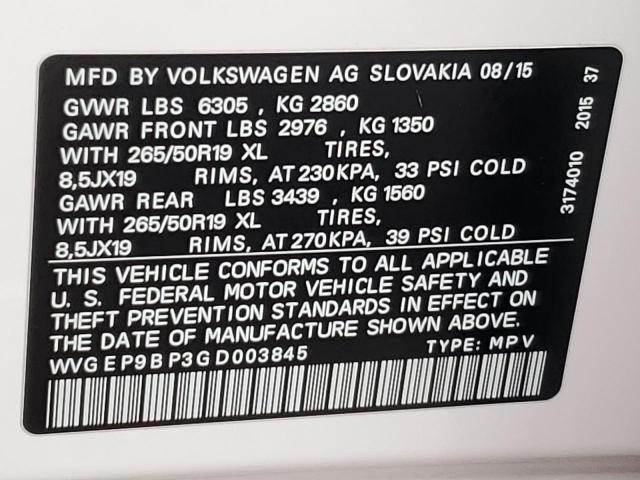 MFD BY VOLKSWAGEN AG SLOVAKIA 08/15
GVWR LBS 6305 , KG 2860
GAWR FRONT LBS 2976 , KG 1350
WITH 265/50R19 XL TIRES,
8,5JX19 RIMS, AT 230KPA, 33 PSI COLD
GAWR REAR LBS 3439 , KG 1560
WITH 265/50R19 XL TIRES,
8,5JX19 RIMS, AT 270KPA, 39 PSI COLD
THIS VEHICLE CONFORMS TO ALL APPLICABLE
U. S. FEDERAL MOTOR VEHICLE SAFETY AND
THEFT PREVENTION STANDARDS IN EFFECT ON
THE DATE OF MANUFACTURE SHOWN ABOVE.
WVGEP9BP3GD003845 TYPE: MPV
3174010 2015 37